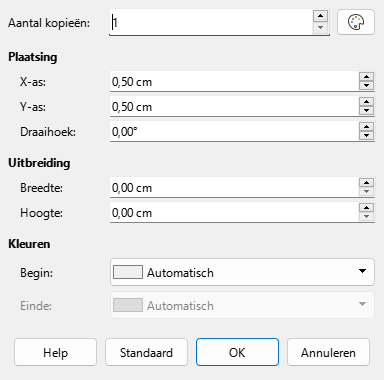 Aantal kopieën: 1
Plaatsing
X-as: 0,50 cm
Y-as: 0,50 cm
Draaihoek: 0,00°
Uitbreiding
Breedte: 0,00 cm
Hoogte: 0,00 cm
Kleuren
Begin: Automatisch
Einde: Automatisch
Help Standaard OK Annuleren